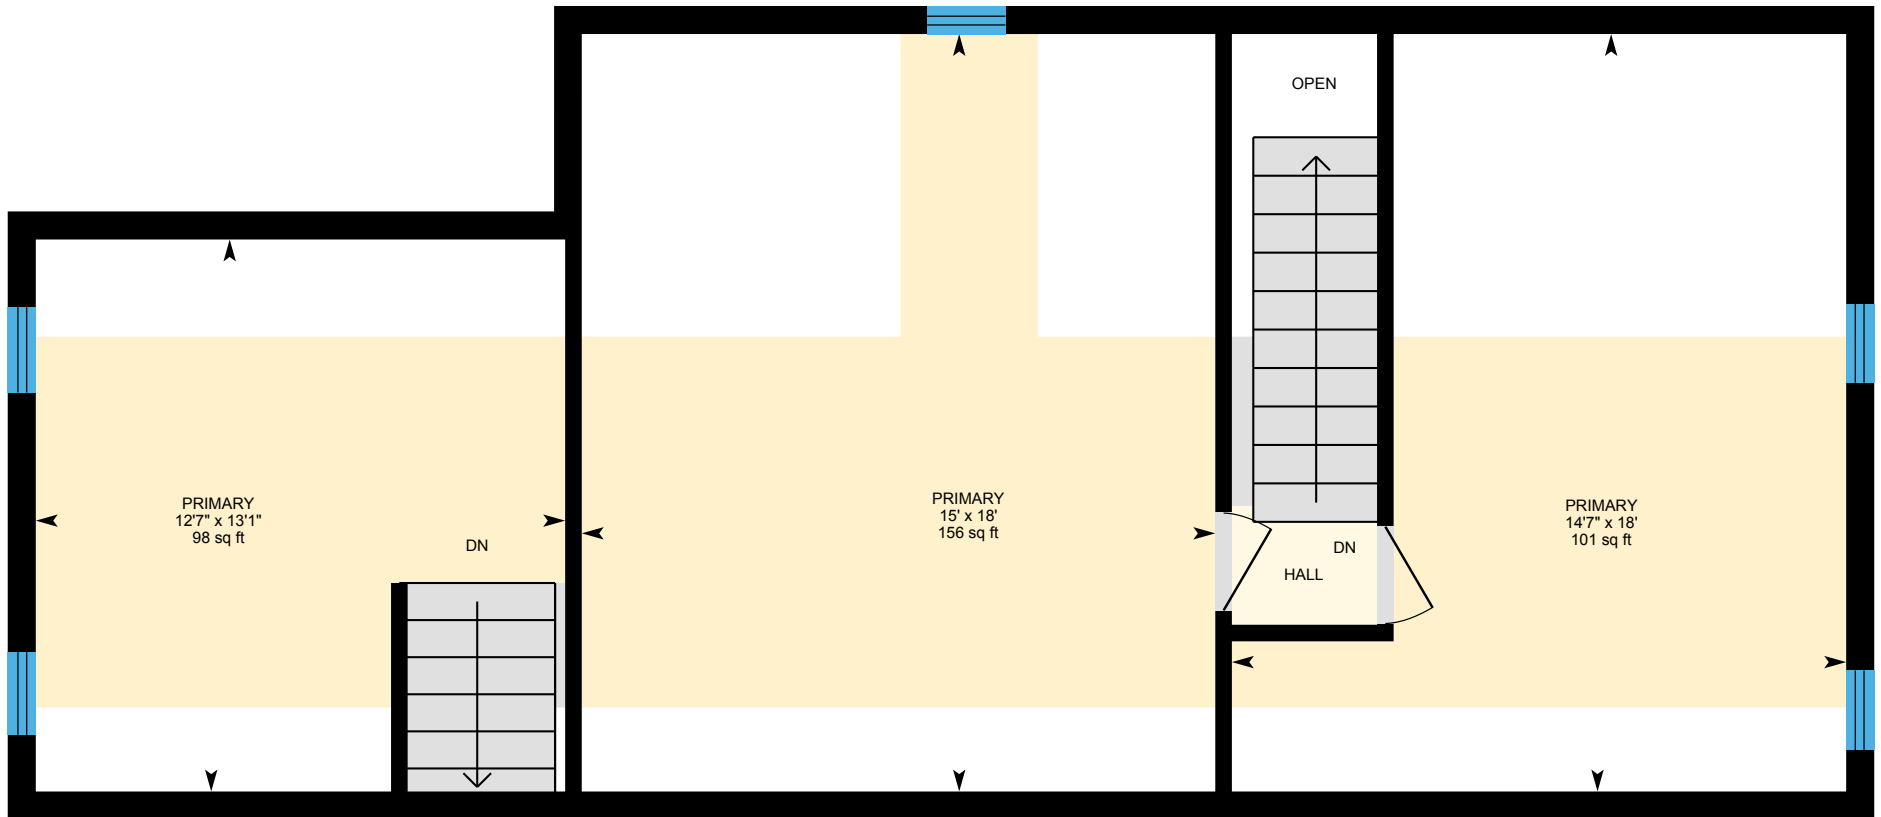 OPEN
PRIMARY
12'7" x 13'1"
98 sq ft
DN
PRIMARY
15' x 18'
156 sq ft
DN
HALL
PRIMARY
14'7" x 18'
101 sq ft